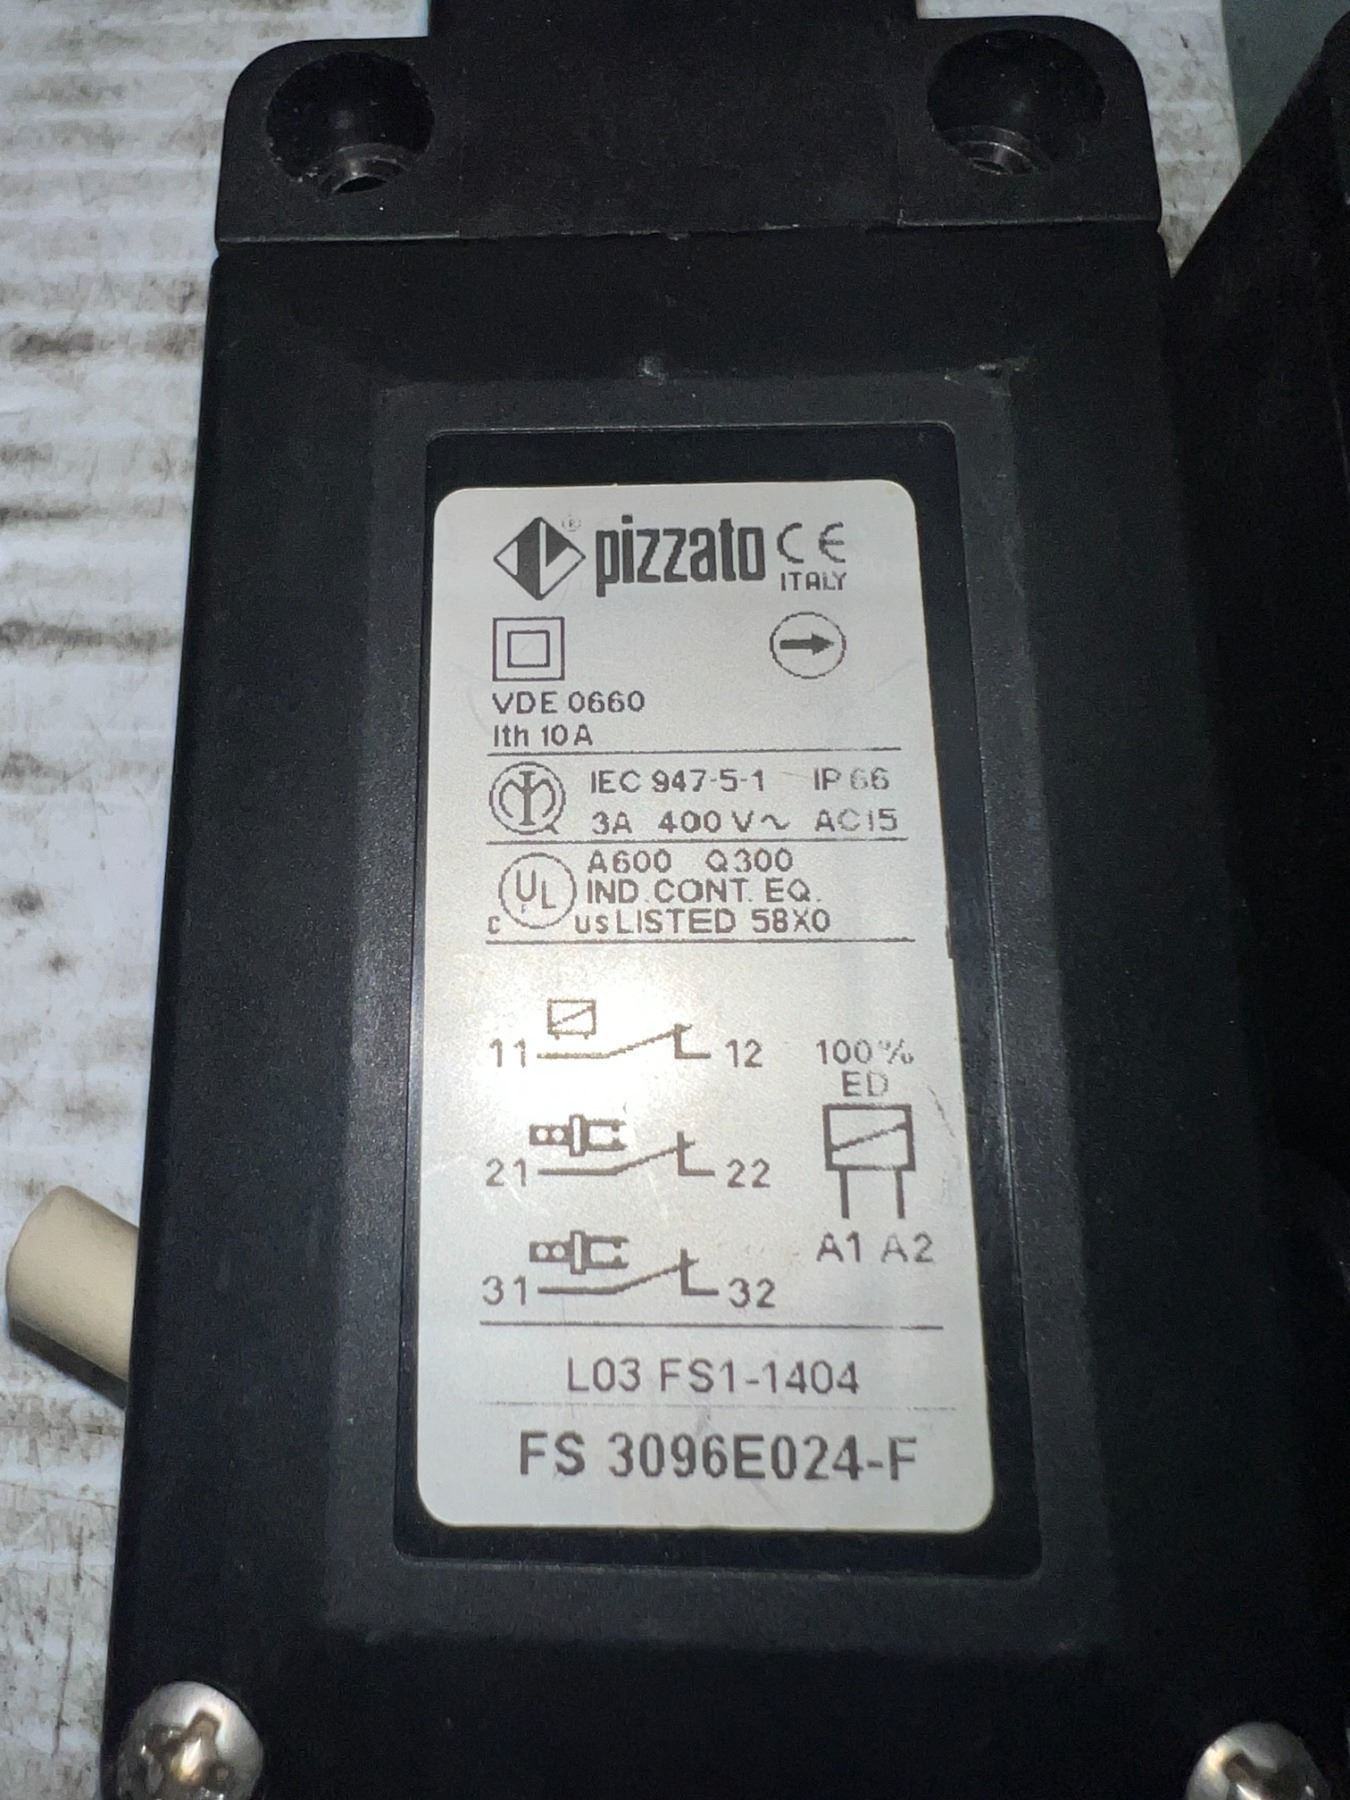 ® pizzato CE
ITALY
VDE 0660
Ith 10A
IEC 947-5-1 IP 66
3A 400 V~ AC15
A600 Q300
UL IND. CONT. EQ.
c us LISTED 58X0
11 12 100% ED
21 22
A1 A2
31 32
L03 FS1-1404
FS 3096E024-F